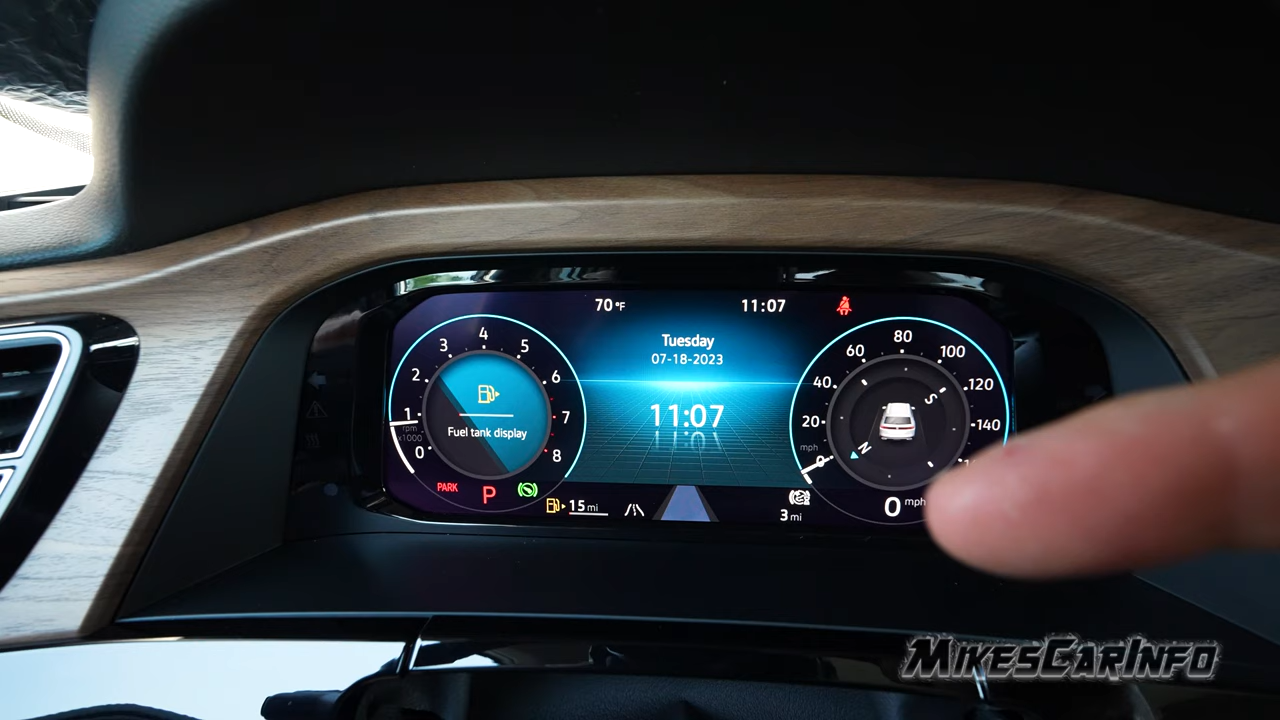 70 °F
11:07
Tuesday
07-18-2023
11:07
0
1
2
3
4
5
6
7
8
rpm
x1000
Fuel tank display
PARK
P
15 mi
0
20
40
60
80
100
120
140
mph
N
S
3 mi
0 mph
MIKESCARINFO